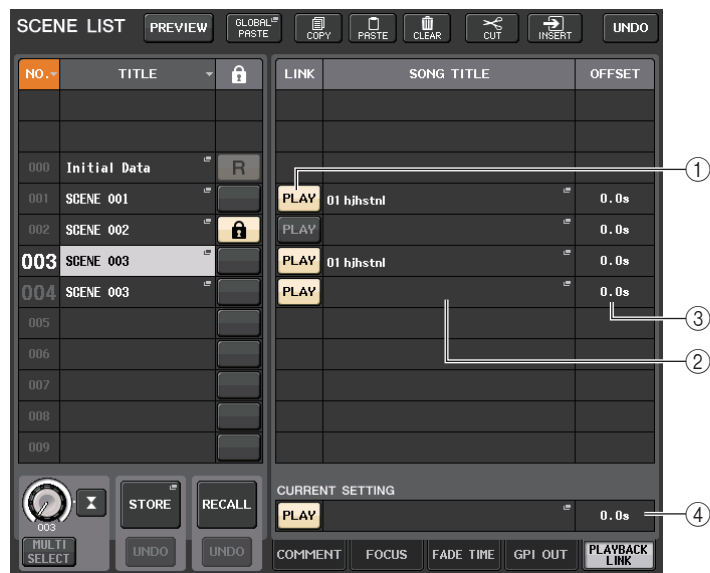 SCENE LIST PREVIEW GLOBAL PASTE COPY PASTE CLEAR CUT INSERT UNDO
NO. TITLE LINK SONG TITLE OFFSET
000 Initial Data R
001 SCENE 001 PLAY 01 hjhstnl 0.0s
002 SCENE 002 PLAY 0.0s
003 SCENE 003 PLAY 01 hjhstnl 0.0s
004 SCENE 003 PLAY 0.0s
005
006
007
008
009
1
3
2
003
STORE
RECALL
CURRENT SETTING
PLAY 0.0s
4
MULTI SELECT UNDO UNDO COMMENT FOCUS FADE TIME GPI OUT PLAYBACK LINK